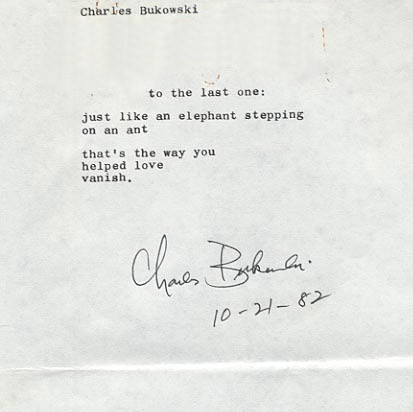 Charles Bukowski
to the last one:
just like an elephant stepping
on an ant
that's the way you
helped love
vanish.
Charles Bukowski.
10-21-82